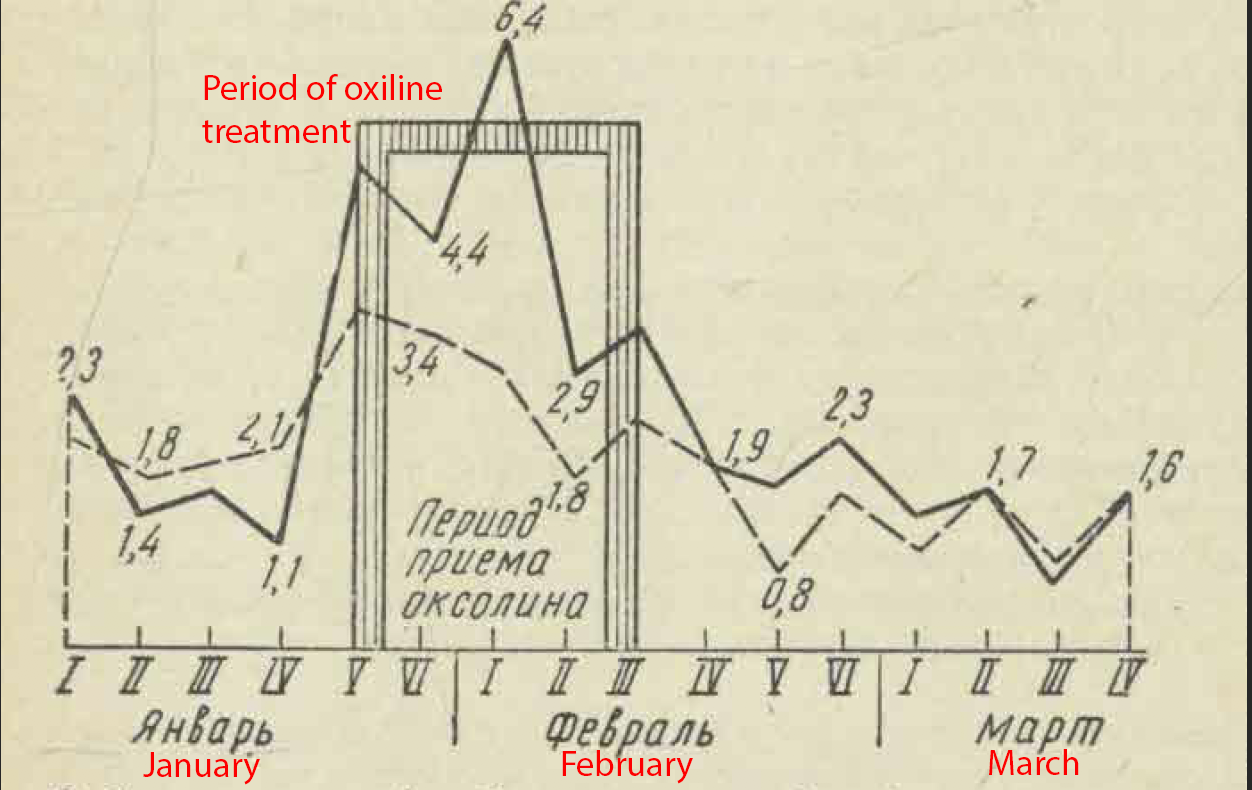 6,4
Period of oxiline
treatment
4,4
3,4
2,3
1,8
2,1
2,9
2,3
1,9
1,7
1,6
1,8
Период
приема
оксолина
1,4
1,1
0,8
I II III IV V VI I II III IV V VI I II III IV
Январь Февраль март
January February March